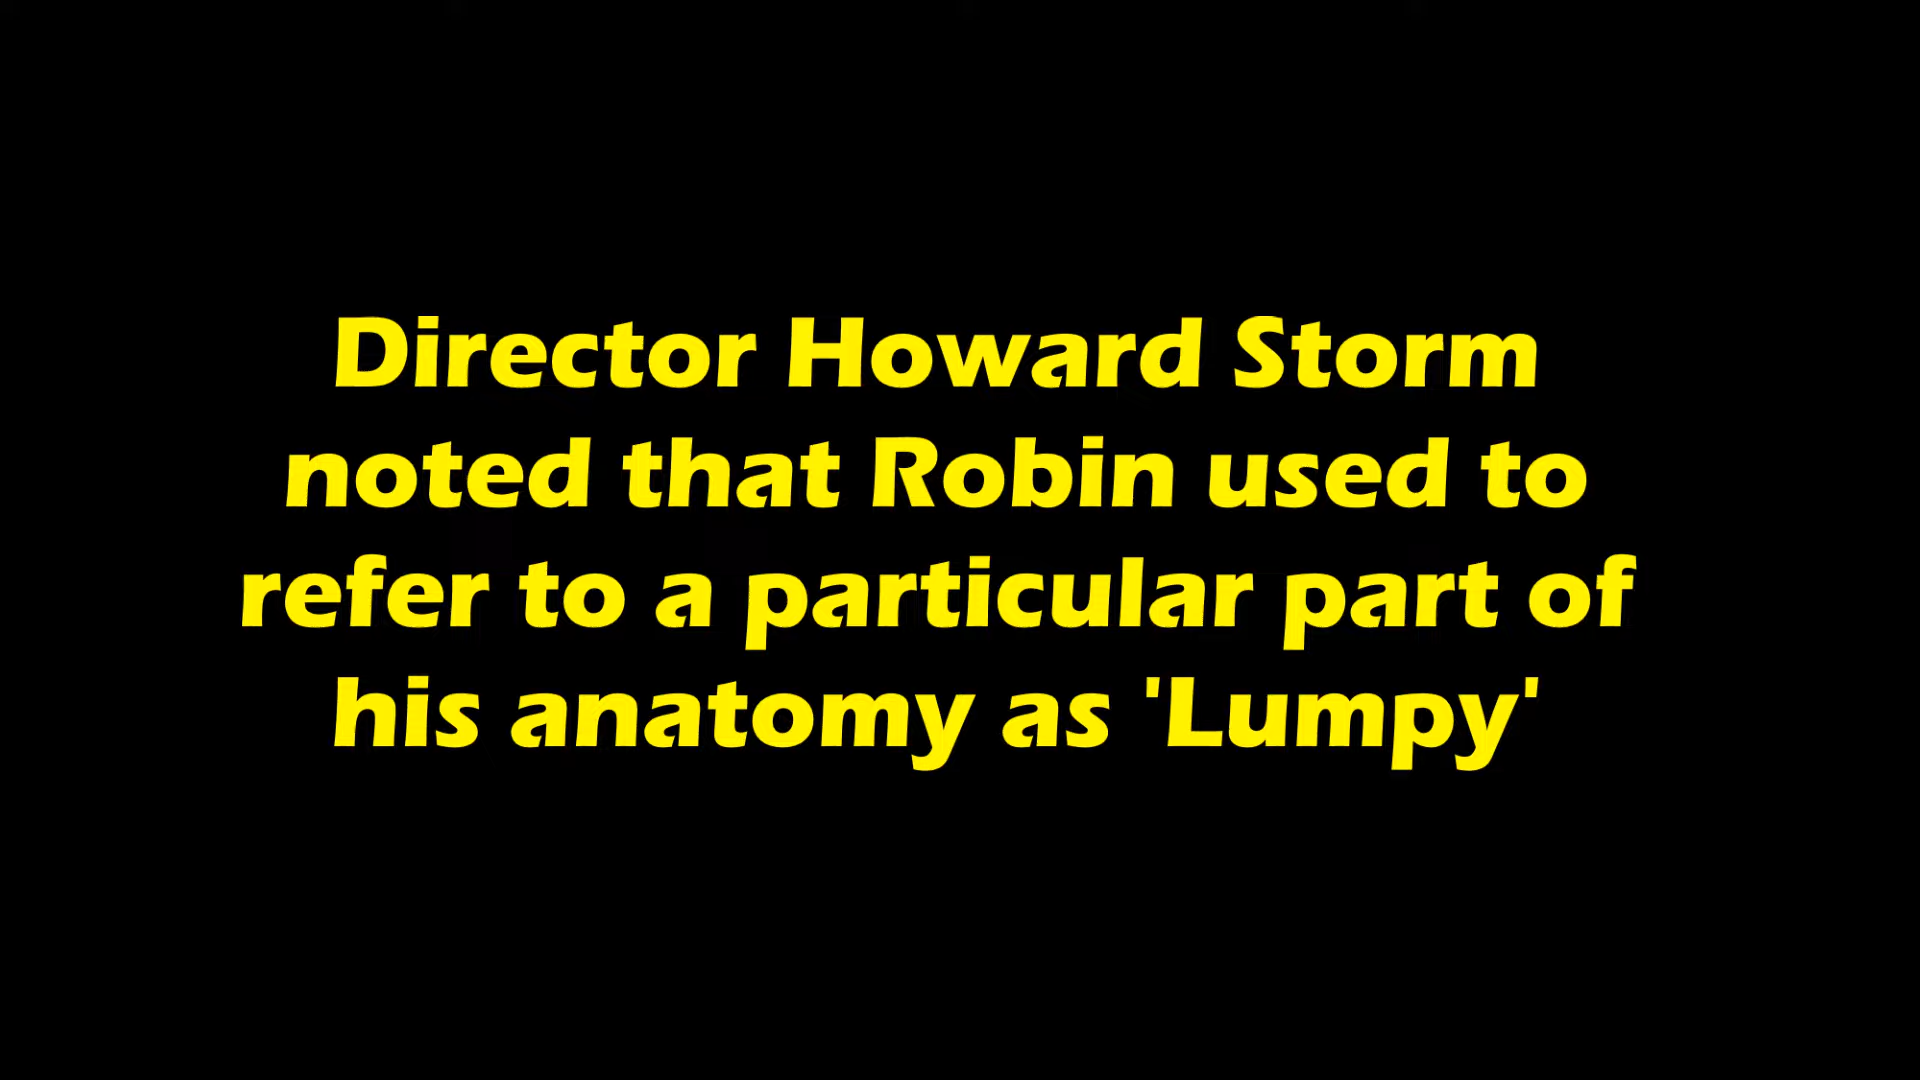 Director Howard Storm
noted that Robin used to
refer to a particular part of
his anatomy as 'Lumpy'